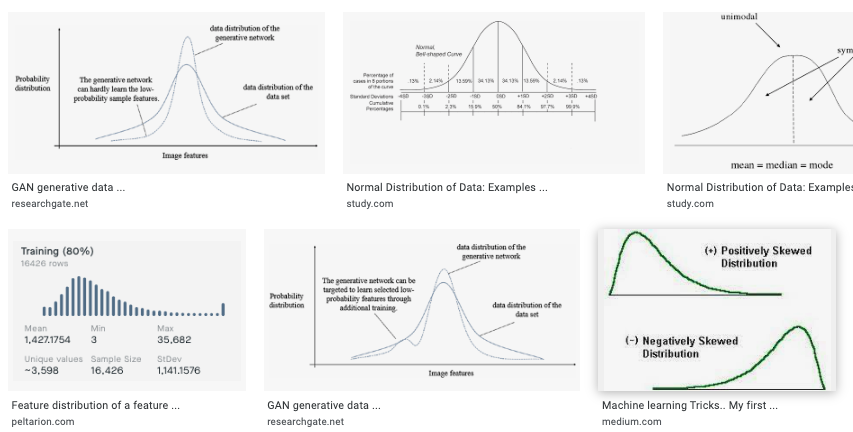 data distribution of the
generative network
Probability
distribution
The generative network
can hardly learn the low-
probability sample features.
data distribution of the
data set
Image features
GAN generative data ...
researchgate.net
Normal,
Bell-shaped Curve
Percentage of
cases in 8 portions
of the curve
.13% 2.14% 13.59% 34.13% 34.13% 13.59% 2.14% .13%
Standard Deviations -4SD -3SD -2SD -1SD 0SD +1SD +2SD +3SD +4SD
Cumulative
Percentages
0.1% 2.3% 15.9% 50% 84.1% 97.7% 99.9%
Normal Distribution of Data: Examples ...
study.com
unimodal
sym
mean = median = mode
Normal Distribution of Data: Examples
study.com
Training (80%)
16426 rows
Mean Min Max
1,427.1754 3 35,682
Unique values Sample Size StDev
~3,598 16,426 1,141.1576
Feature distribution of a feature ...
peltarion.com
data distribution of the
generative network
The generative network can be
targeted to learn selected low-
probability features through
additional training.
Probability
distribution
data distribution of the
data set
Image features
GAN generative data ...
researchgate.net
(+) Positively Skewed
Distribution
(-) Negatively Skewed
Distribution
Machine learning Tricks.. My first ...
medium.com